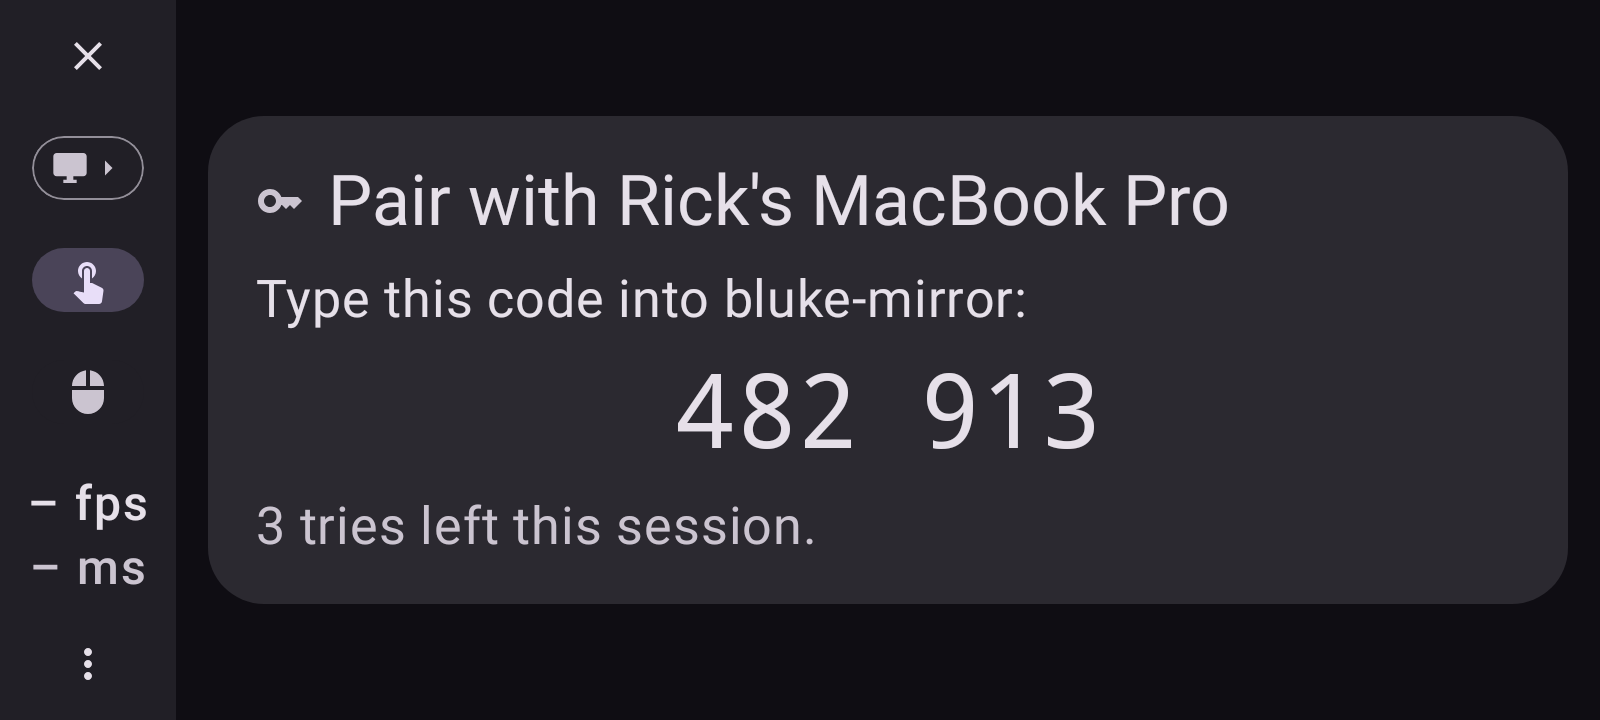 Pair with Rick's MacBook Pro
Type this code into bluke-mirror:
482 913
3 tries left this session.
– fps
– ms